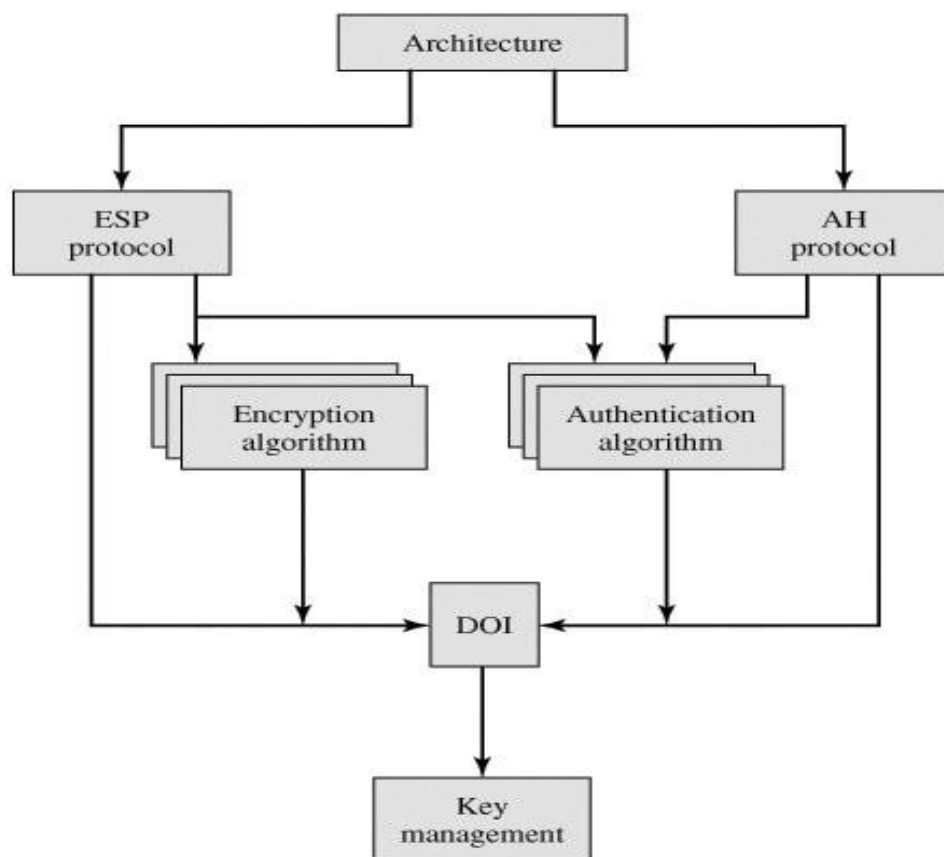 Architecture
ESP
protocol
AH
protocol
Encryption
algorithm
Authentication
algorithm
DOI
Key
management